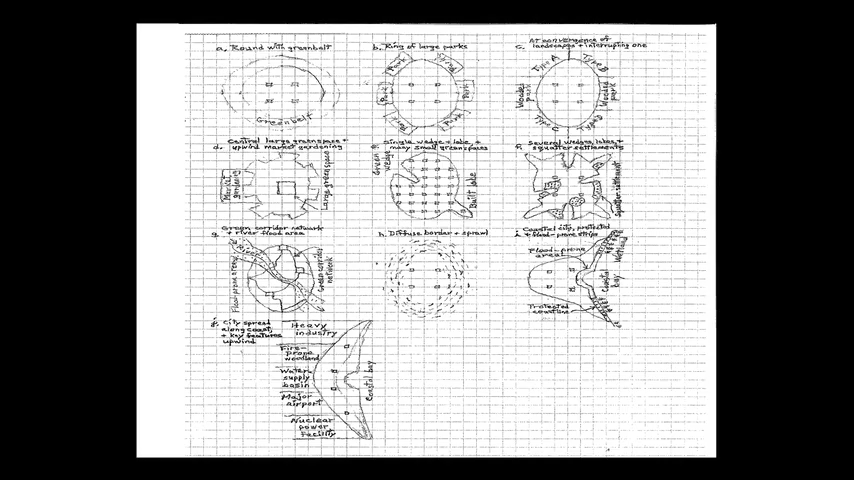 a. Round with greenbelt
Greenbelt
b. Ring of large parks
Park
Park
Park
Park
c. At convergence of
landscapes + interrupting one
Type A
Type B
Wooded
park
Wooded
park
Type C
Type D
d. Central large greenspace +
upwind market gardening
Market
gardening
Large greenspace
Single wedge + lobe, +
many small greenspaces
Green
wedge
Built lobe
Several wedges, lobes, +
squatter settlements
Squatter settlement
g. Green corridor network
+ river flood area
River
Flood-prone area
Green corridor
network
h. Diffuse border + sprawl
i. Coastal city, protected
+ flood-prone strips
Flood-prone
area
Wetland
Coastal
bay
Protected
coastline
j. City spread
along coast,
+ key features
upwind
Heavy
industry
Fire-
prone
woodland
Water-
supply
basin
Major
airport
Nuclear
power
facility
Coastal bay